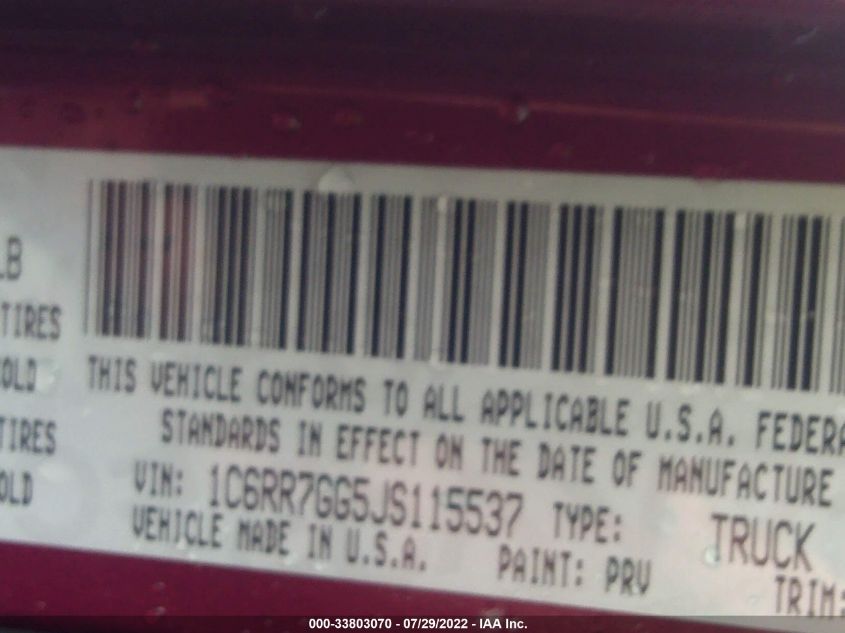 LB
TIRES
OLD
TIRES
OLD
THIS VEHICLE CONFORMS TO ALL APPLICABLE U.S.A. FEDERA
STANDARDS IN EFFECT ON THE DATE OF MANUFACTURE
VIN: 1C6RR7GG5JS115537 TYPE: TRUCK
VEHICLE MADE IN U.S.A. PAINT: PRV TRIM:
000-33803070 - 07/29/2022 - IAA Inc.